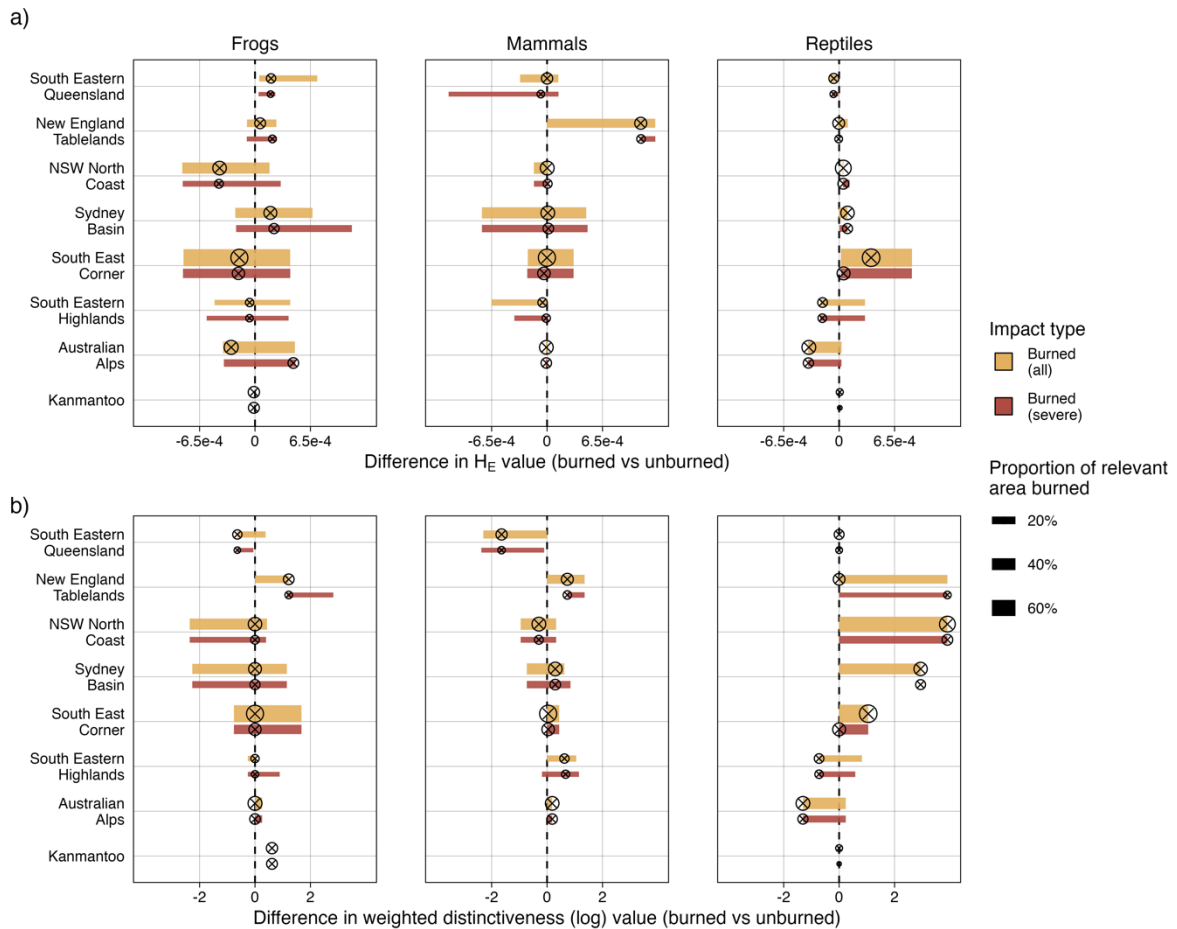 a)
Frogs
Mammals
Reptiles
South Eastern
Queensland
New England
Tablelands
NSW North
Coast
Sydney
Basin
South East
Corner
South Eastern
Highlands
Australian
Alps
Kanmantoo
-6.5e-4 0 6.5e-4
-6.5e-4 0 6.5e-4
-6.5e-4 0 6.5e-4
Difference in HE value (burned vs unburned)
b)
South Eastern
Queensland
New England
Tablelands
NSW North
Coast
Sydney
Basin
South East
Corner
South Eastern
Highlands
Australian
Alps
Kanmantoo
-2 0 2
-2 0 2
-2 0 2
Difference in weighted distinctiveness (log) value (burned vs unburned)
Impact type
Burned
(all)
Burned
(severe)
Proportion of relevant
area burned
20%
40%
60%